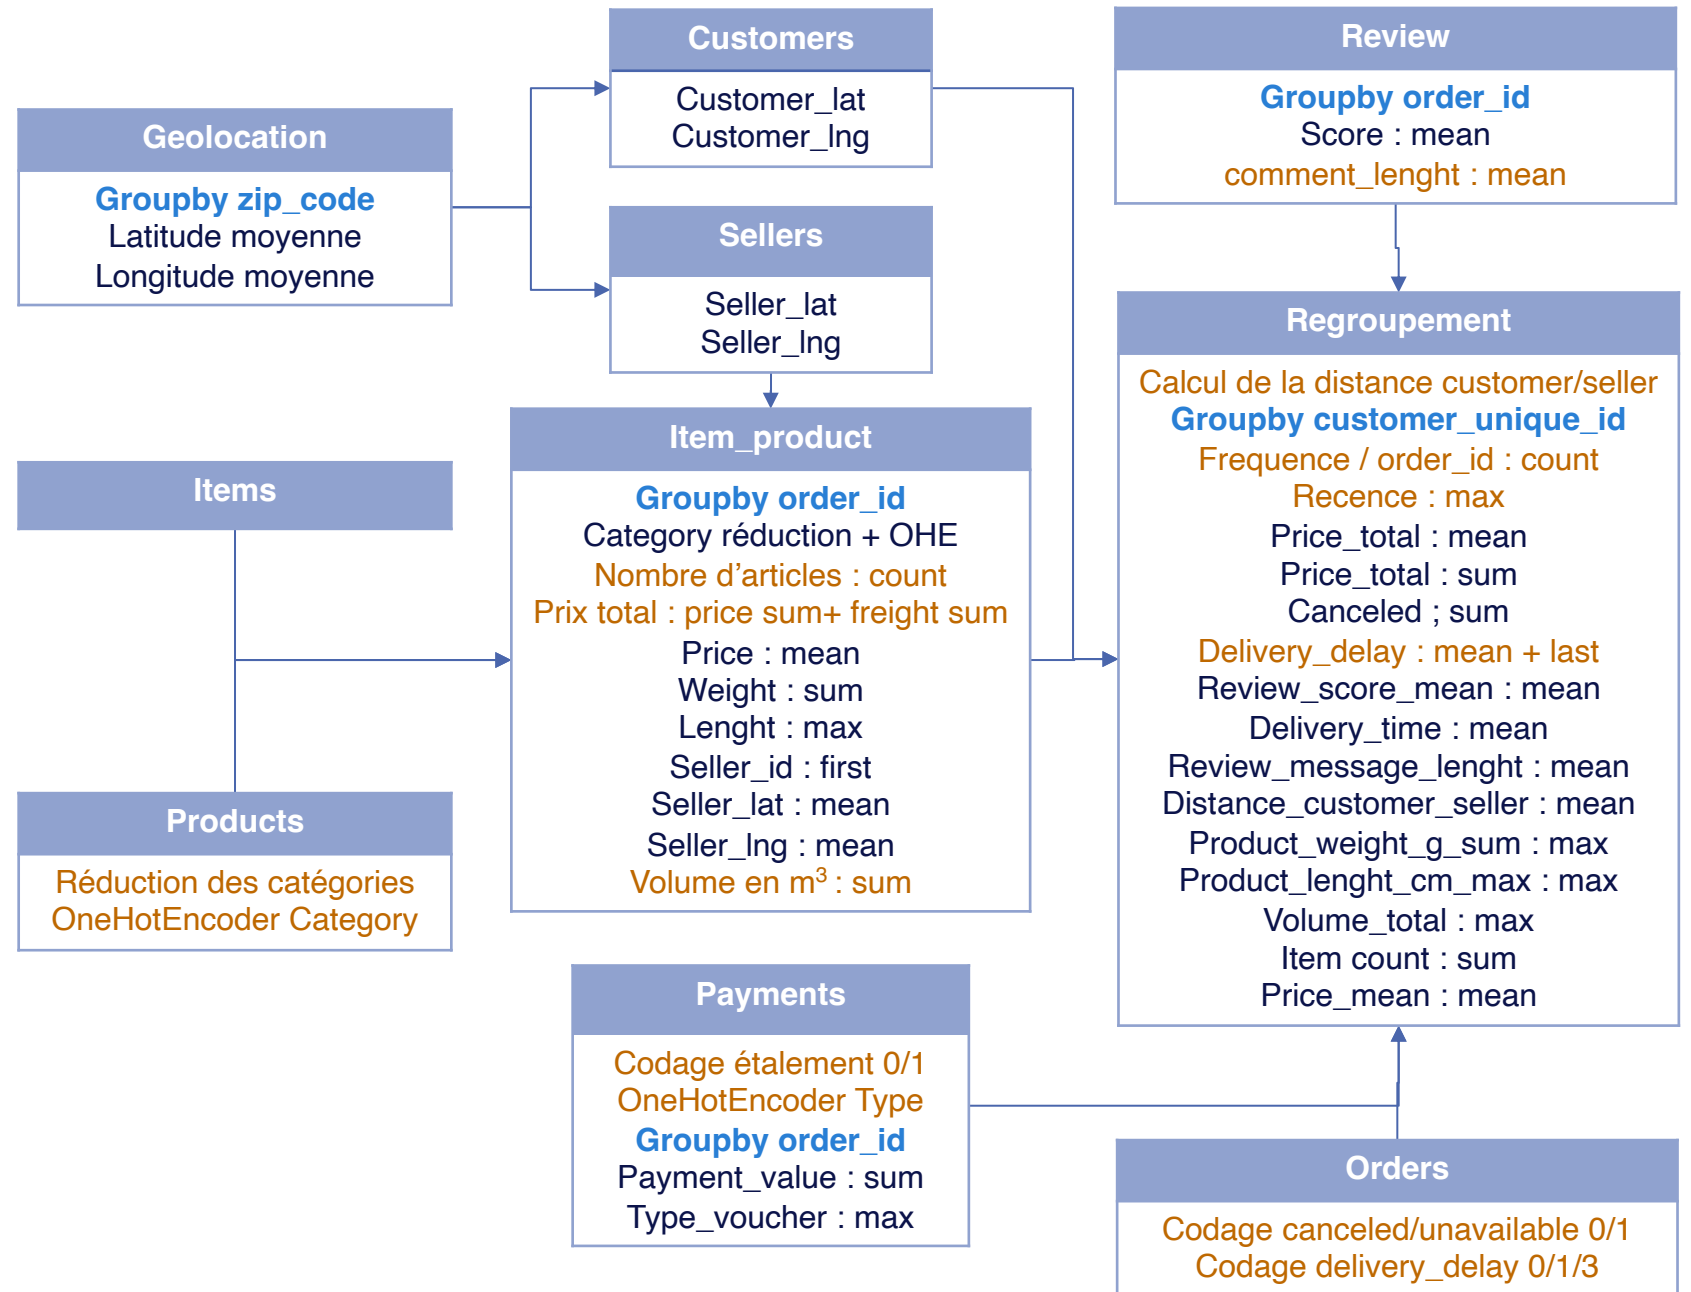 Customers
Customer_lat
Customer_lng
Review
Groupby order_id
Score : mean
comment_lenght : mean
Geolocation
Groupby zip_code
Latitude moyenne
Longitude moyenne
Sellers
Seller_lat
Seller_lng
Regroupement
Calcul de la distance customer/seller
Groupby customer_unique_id
Frequence / order_id : count
Recence : max
Price_total : mean
Price_total : sum
Canceled ; sum
Delivery_delay : mean + last
Review_score_mean : mean
Delivery_time : mean
Review_message_lenght : mean
Distance_customer_seller : mean
Product_weight_g_sum : max
Product_lenght_cm_max : max
Volume_total : max
Item count : sum
Price_mean : mean
Item_product
Groupby order_id
Category réduction + OHE
Nombre d’articles : count
Prix total : price sum+ freight sum
Price : mean
Weight : sum
Lenght : max
Seller_id : first
Seller_lat : mean
Seller_lng : mean
Volume en m³ : sum
Items
Products
Réduction des catégories
OneHotEncoder Category
Payments
Codage étalement 0/1
OneHotEncoder Type
Groupby order_id
Payment_value : sum
Type_voucher : max
Orders
Codage canceled/unavailable 0/1
Codage delivery_delay 0/1/3